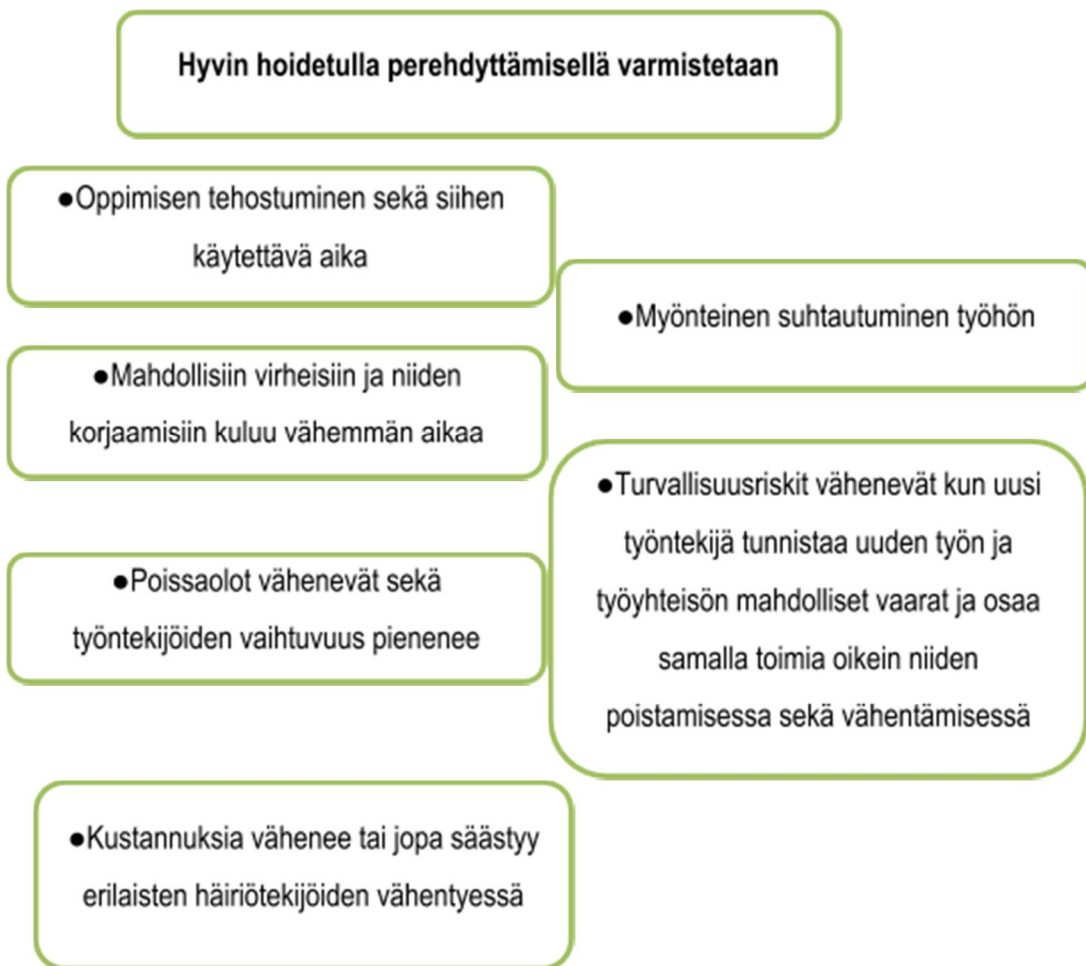 Hyvin hoidetulla perehdyttämisellä varmistetaan
●Oppimisen tehostuminen sekä siihen
käytettävä aika
●Myönteinen suhtautuminen työhön
●Mahdollisiin virheisiin ja niiden
korjaamisiin kuluu vähemmän aikaa
●Turvallisuusriskit vähenevät kun uusi
työntekijä tunnistaa uuden työn ja
työyhteisön mahdolliset vaarat ja osaa
samalla toimia oikein niiden
poistamisessa sekä vähentämisessä
●Poissaolot vähenevät sekä
työntekijöiden vaihtuvuus pienenee
●Kustannuksia vähenee tai jopa säästyy
erilaisten häiriötekijöiden vähentyessä